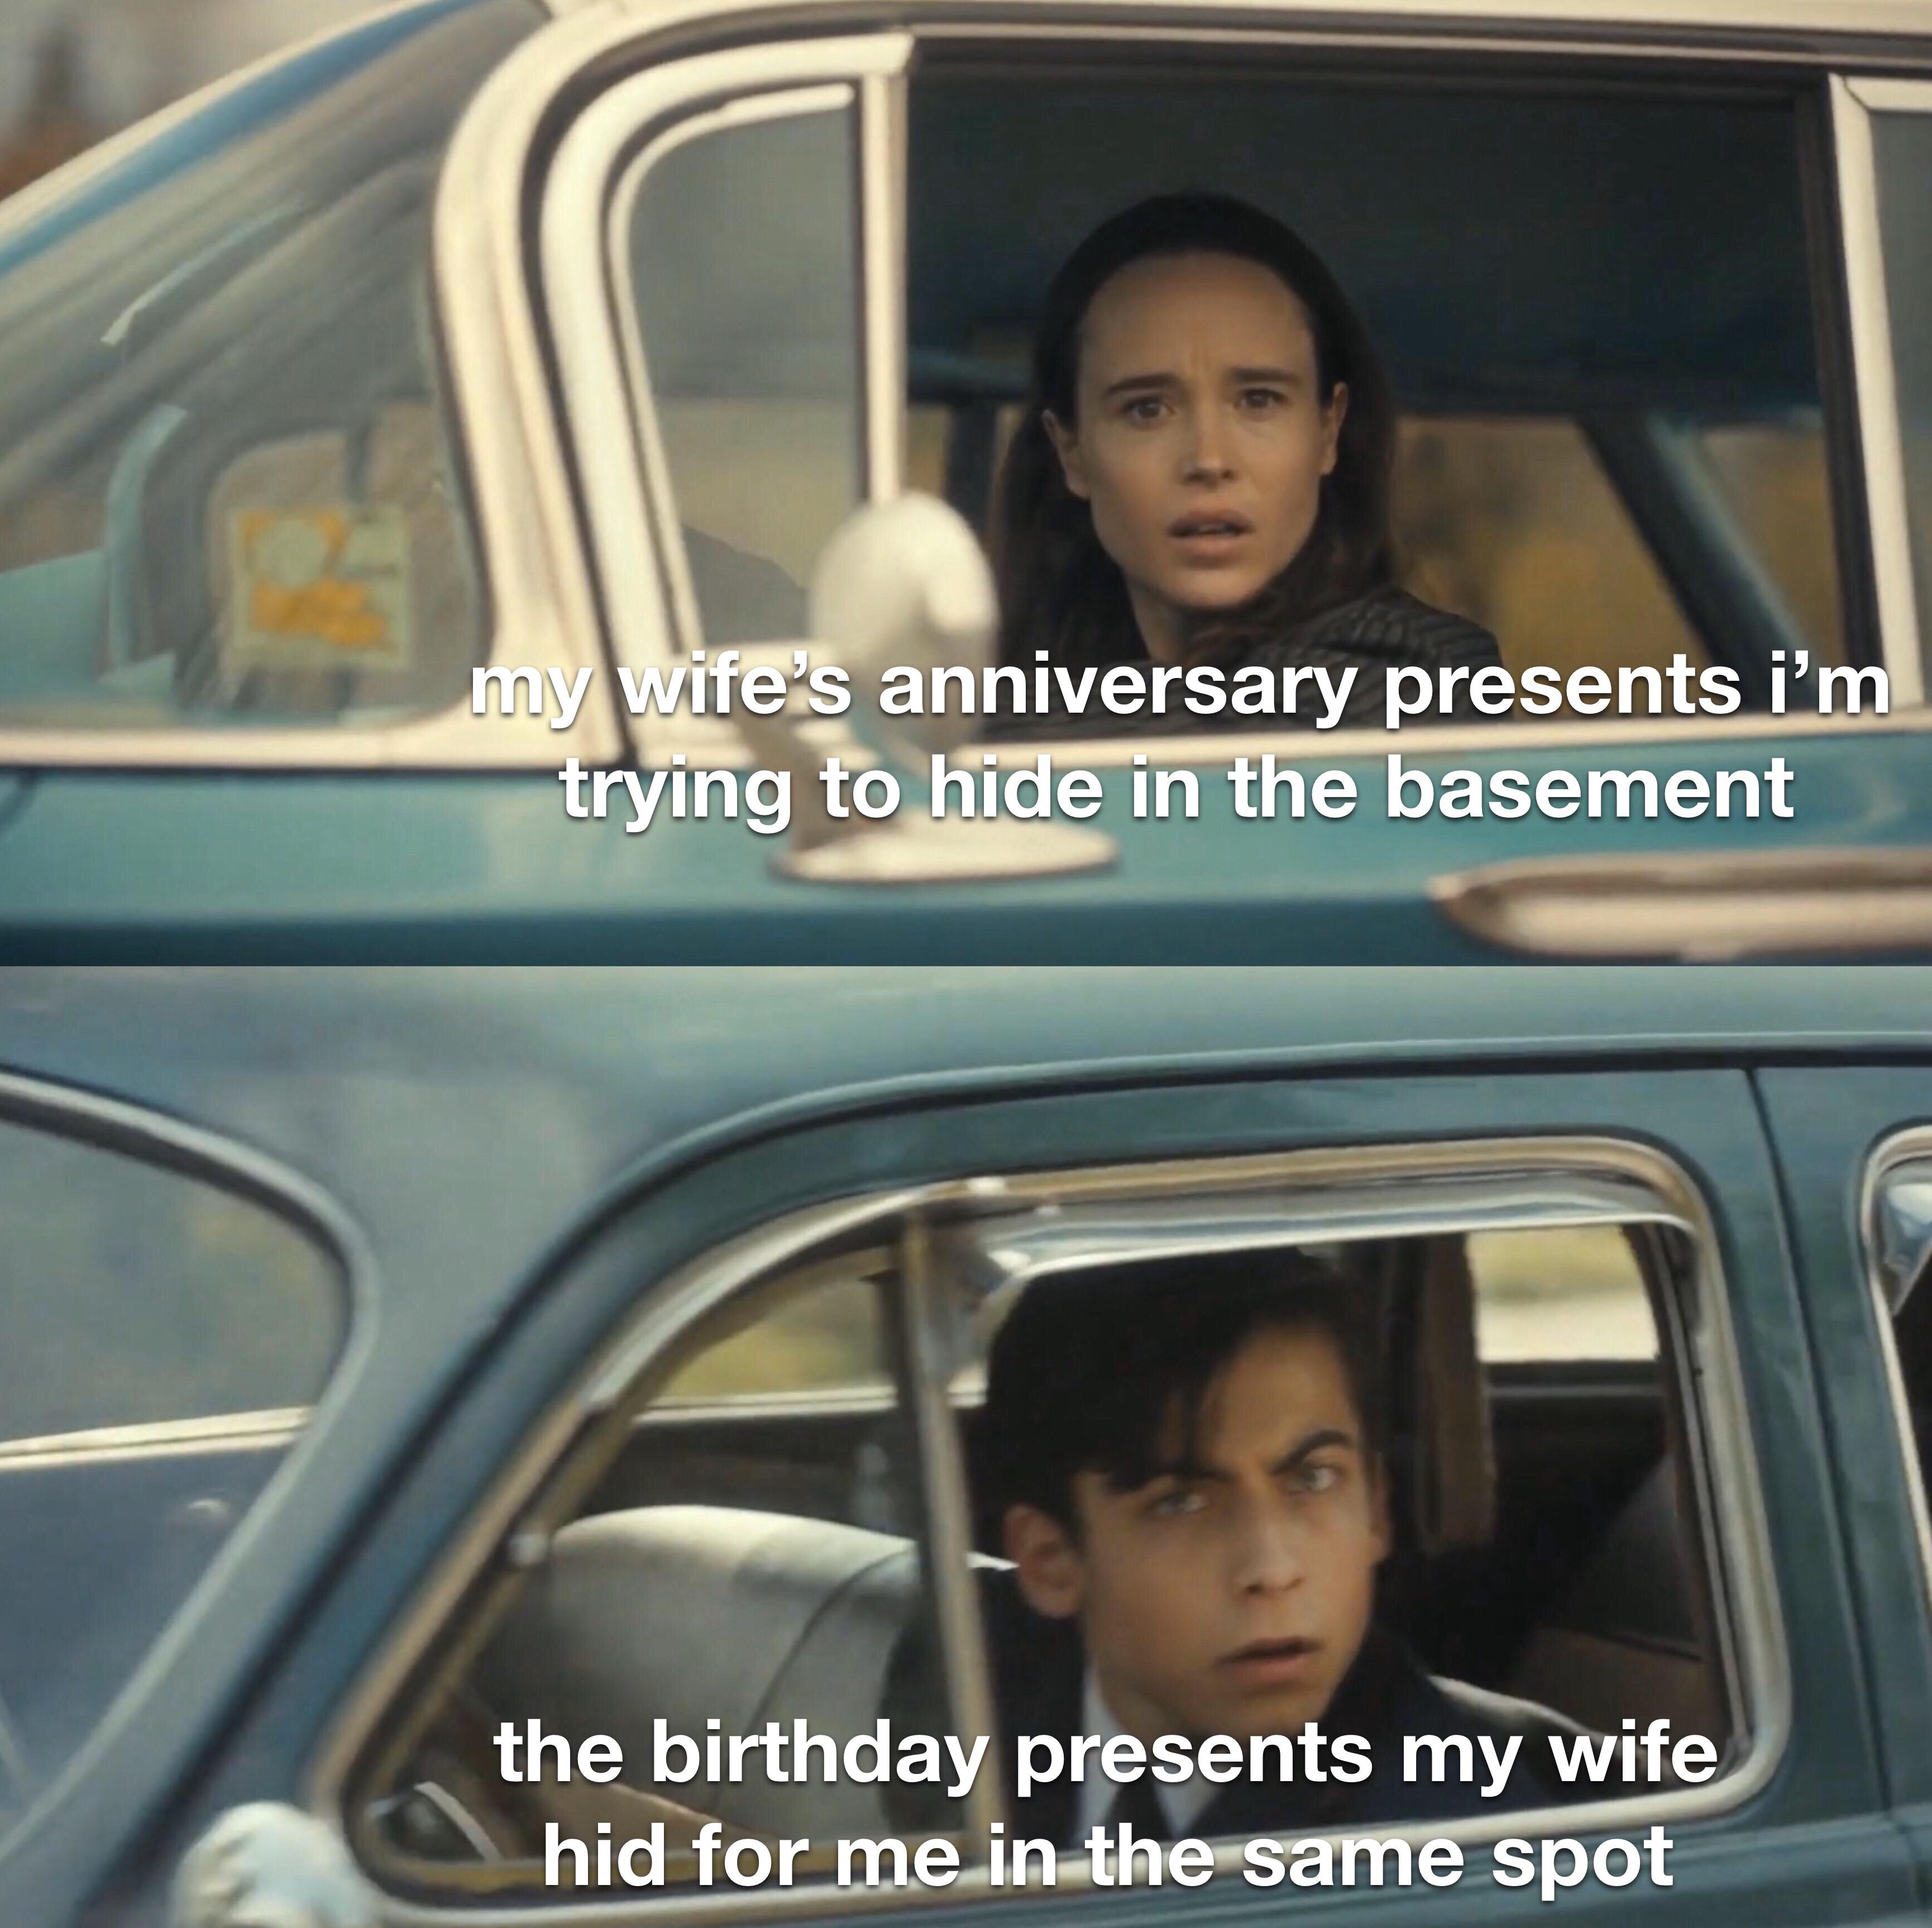 my wife’s anniversary presents i’m
trying to hide in the basement
the birthday presents my wife
hid for me in the same spot